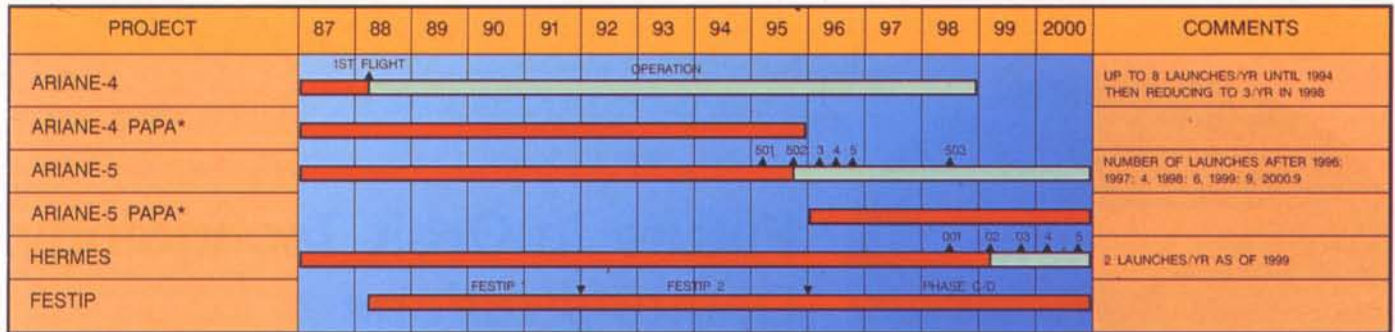 PROJECT 87 88 89 90 91 92 93 94 95 96 97 98 99 2000 COMMENTS
1ST FLIGHT OPERATION
ARIANE-4
UP TO 8 LAUNCHES/YR UNTIL 1994
THEN REDUCING TO 3/YR IN 1998
ARIANE-4 PAPA*
501 502 3 4 5 503
ARIANE-5
NUMBER OF LAUNCHES AFTER 1996:
1997: 4, 1998: 6, 1999: 9, 2000:9
ARIANE-5 PAPA*
001 02 03 4 5
HERMES
2 LAUNCHES/YR AS OF 1999
FESTIP 1 FESTIP 2 PHASE C/D
FESTIP